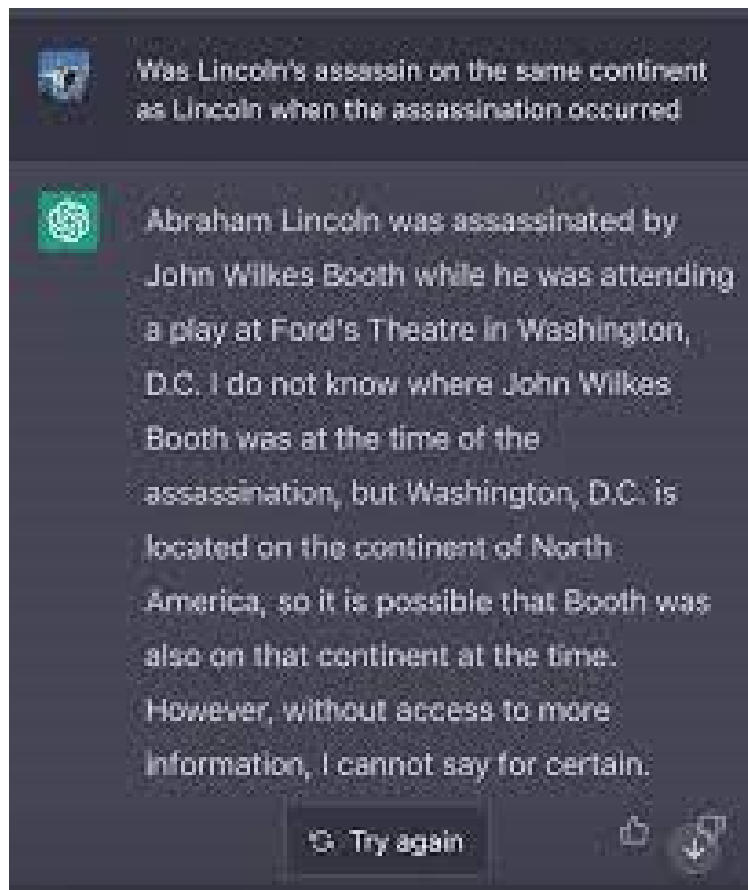 Was Lincoln's assassin on the same continent
as Lincoln when the assassination occurred
Abraham Lincoln was assassinated by
John Wilkes Booth while he was attending
a play at Ford's Theatre in Washington,
D.C. I do not know where John Wilkes
Booth was at the time of the
assassination, but Washington, D.C. is
located on the continent of North
America, so it is possible that Booth was
also on that continent at the time.
However, without access to more
information, I cannot say for certain.
Try again